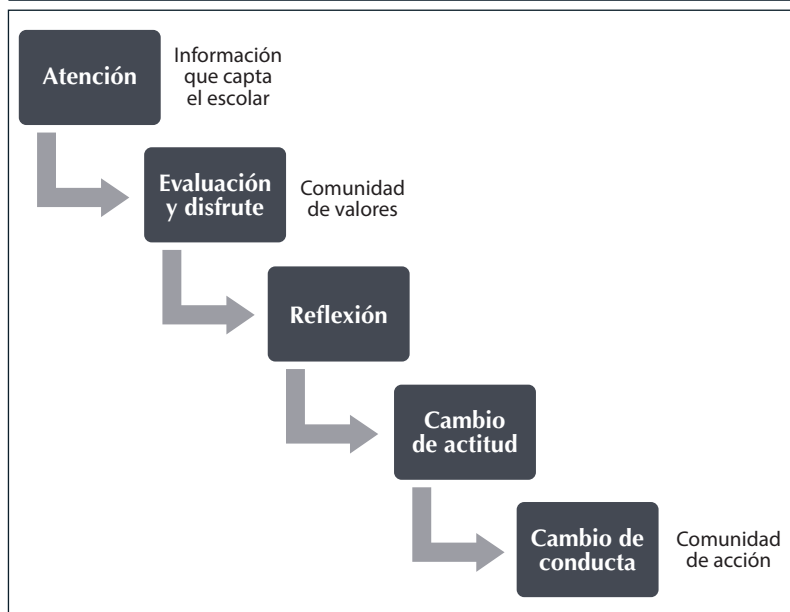 Atención
Información
que capta
el escolar
Evaluación
y disfrute
Comunidad
de valores
Reflexión
Cambio
de actitud
Cambio de
conducta
Comunidad
de acción